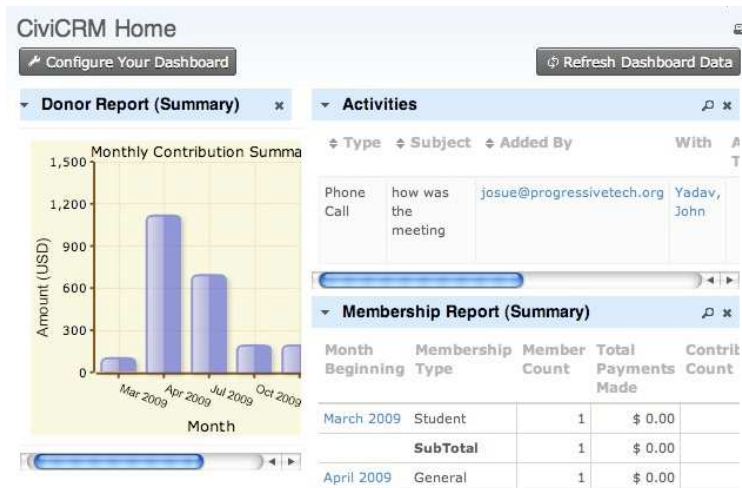 CiviCRM Home
Configure Your Dashboard
Refresh Dashboard Data
Donor Report (Summary)
Monthly Contribution Summa
1,500
1,200
900
600
300
0
Amount (USD)
Mar 2009
Apr 2009
Jul 2009
Oct 2009
Month
Activities
Type Subject Added By With A
T
Phone Call how was the meeting josue@progressivetech.org Yadav, John
Membership Report (Summary)
Month Beginning Membership Type Member Count Total Payments Made Contrib Count
March 2009 Student 1 $ 0.00
SubTotal 1 $ 0.00
April 2009 General 1 $ 0.00